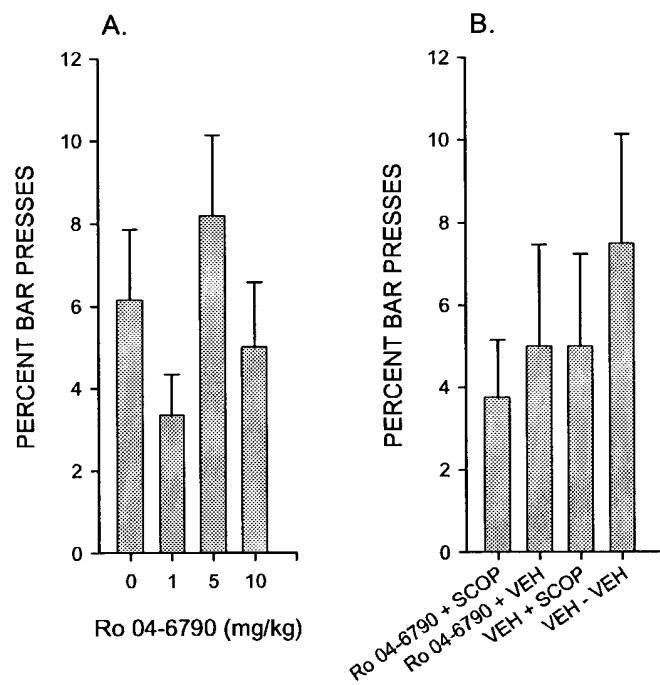 A.
PERCENT BAR PRESSES
12
10
8
6
4
2
0
0 1 5 10
Ro 04-6790 (mg/kg)
B.
PERCENT BAR PRESSES
12
10
8
6
4
2
0
Ro 04-6790 + SCOP
Ro 04-6790 + VEH
VEH + SCOP
VEH - VEH